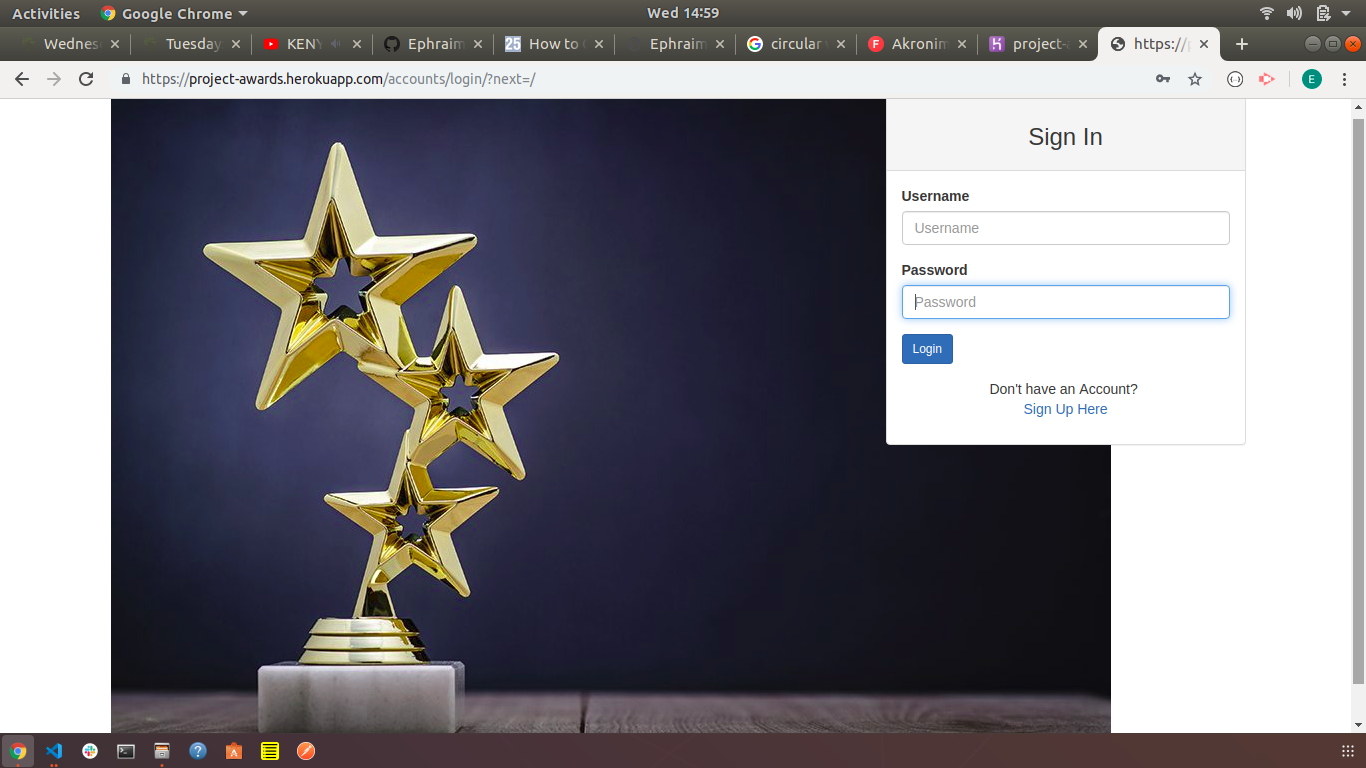 Activities
Google Chrome
Wed 14:59
Wednes
Tuesday
KENY
Ephraim
25
How to
Ephraim
circular
F
Akronim
project-
https://
https://project-awards.herokuapp.com/accounts/login/?next=/
E
Sign In
Username
Username
Password
Password
Login
Don't have an Account?
Sign Up Here